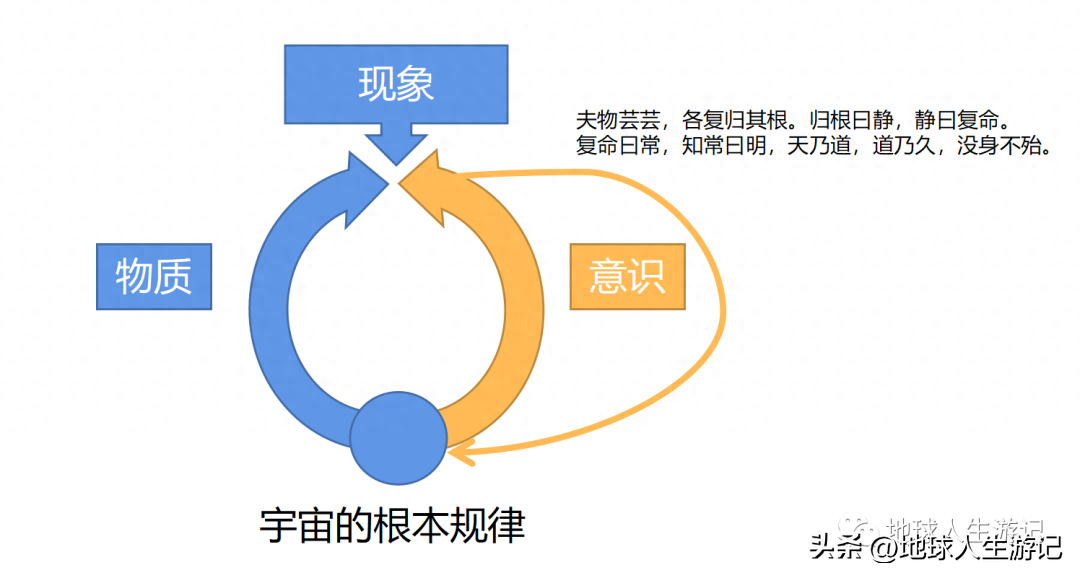 现象
夫物芸芸，各复归其根。归根曰静，静曰复命。
复命曰常，知常曰明，天乃道，道乃久，没身不殆。
物质
意识
宇宙的根本规律
地球人生游记
头条 @地球人生游记